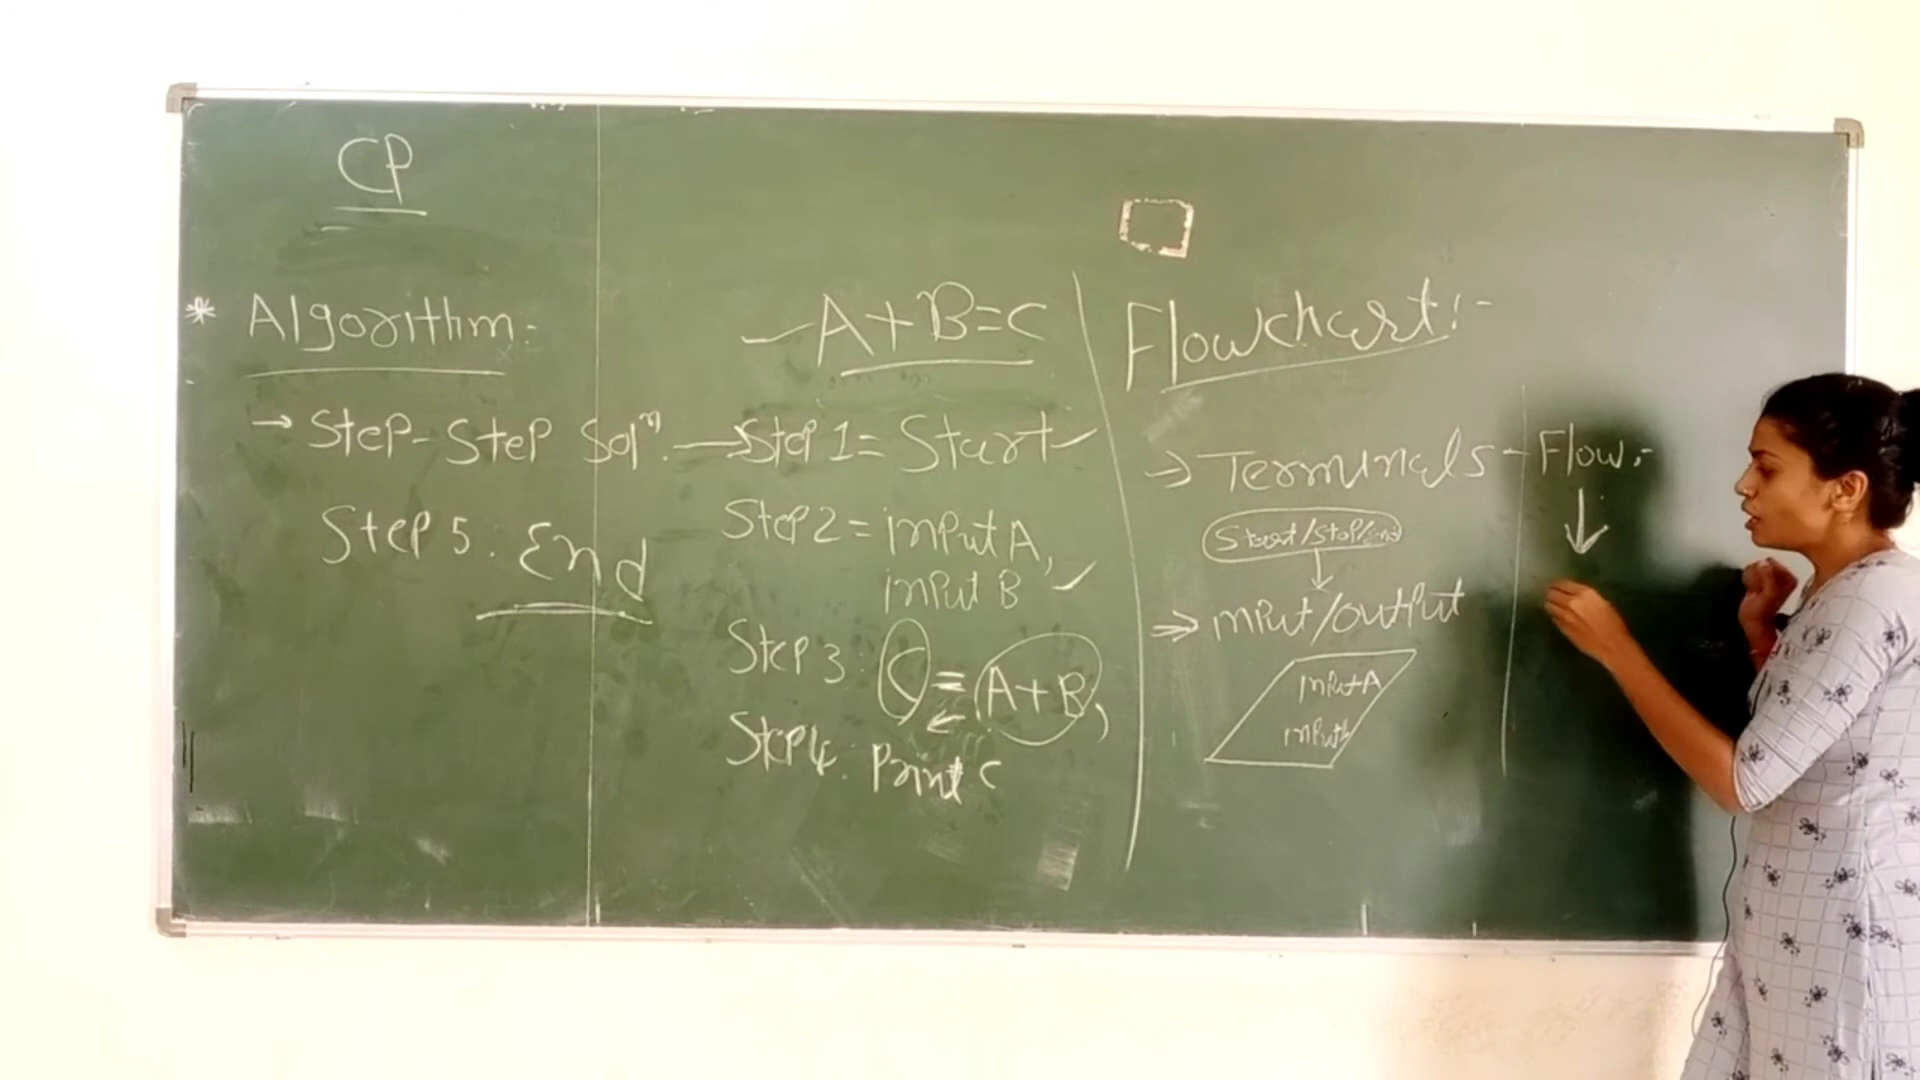 CP
* Algorithm:-
→ Step-Step Solⁿ.
Step 5. End
A+B=C
→ Step 1= Start
Step 2= input A,
input B
Step 3: C = A+B,
←
Step 4: Print C
Flowchart:-
→ Terminals -
Start/Stop/End
⇒ input/output
input A
input B
Flow:-
↓